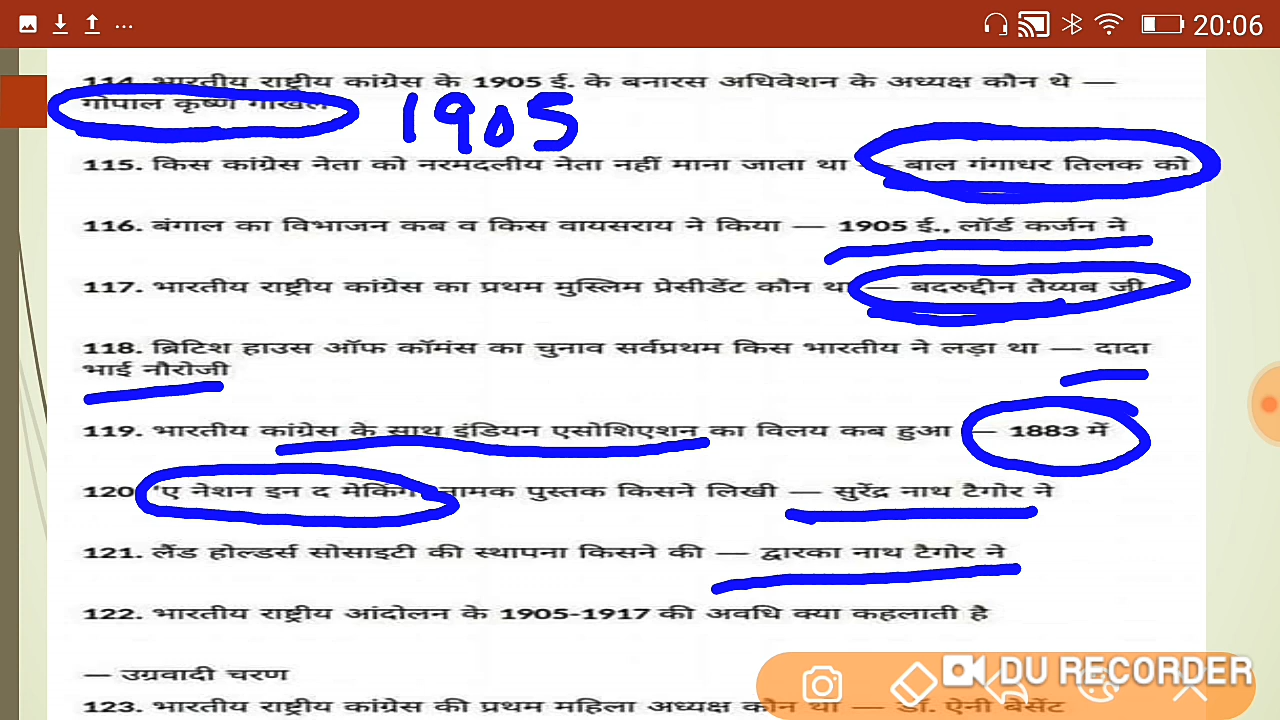 20:06
114. भारतीय राष्ट्रीय कांग्रेस के 1905 ई. के बनारस अधिवेशन के अध्यक्ष कौन थे —
गोपाल कृष्ण गोखले
1905
115. किस कांग्रेस नेता को नरमदलीय नेता नहीं माना जाता था — बाल गंगाधर तिलक को
116. बंगाल का विभाजन कब व किस वायसराय ने किया — 1905 ई., लॉर्ड कर्जन ने
117. भारतीय राष्ट्रीय कांग्रेस का प्रथम मुस्लिम प्रेसीडेंट कौन था — बदरुद्दीन तैय्यब जी
118. ब्रिटिश हाउस ऑफ कॉमंस का चुनाव सर्वप्रथम किस भारतीय ने लड़ा था — दादा
भाई नौरोजी
119. भारतीय कांग्रेस के साथ इंडियन एसोशिएशन का विलय कब हुआ — 1883 में
120. 'ए नेशन इन द मेकिंग' नामक पुस्तक किसने लिखी — सुरेंद्र नाथ टैगोर ने
121. लैंड होल्डर्स सोसाइटी की स्थापना किसने की — द्वारका नाथ टैगोर ने
122. भारतीय राष्ट्रीय आंदोलन के 1905-1917 की अवधि क्या कहलाती है
— उग्रवादी चरण
DU RECORDER
123. भारतीय राष्ट्रीय कांग्रेस की प्रथम महिला अध्यक्ष कौन था — डॉ. ऐनी बेसेंट